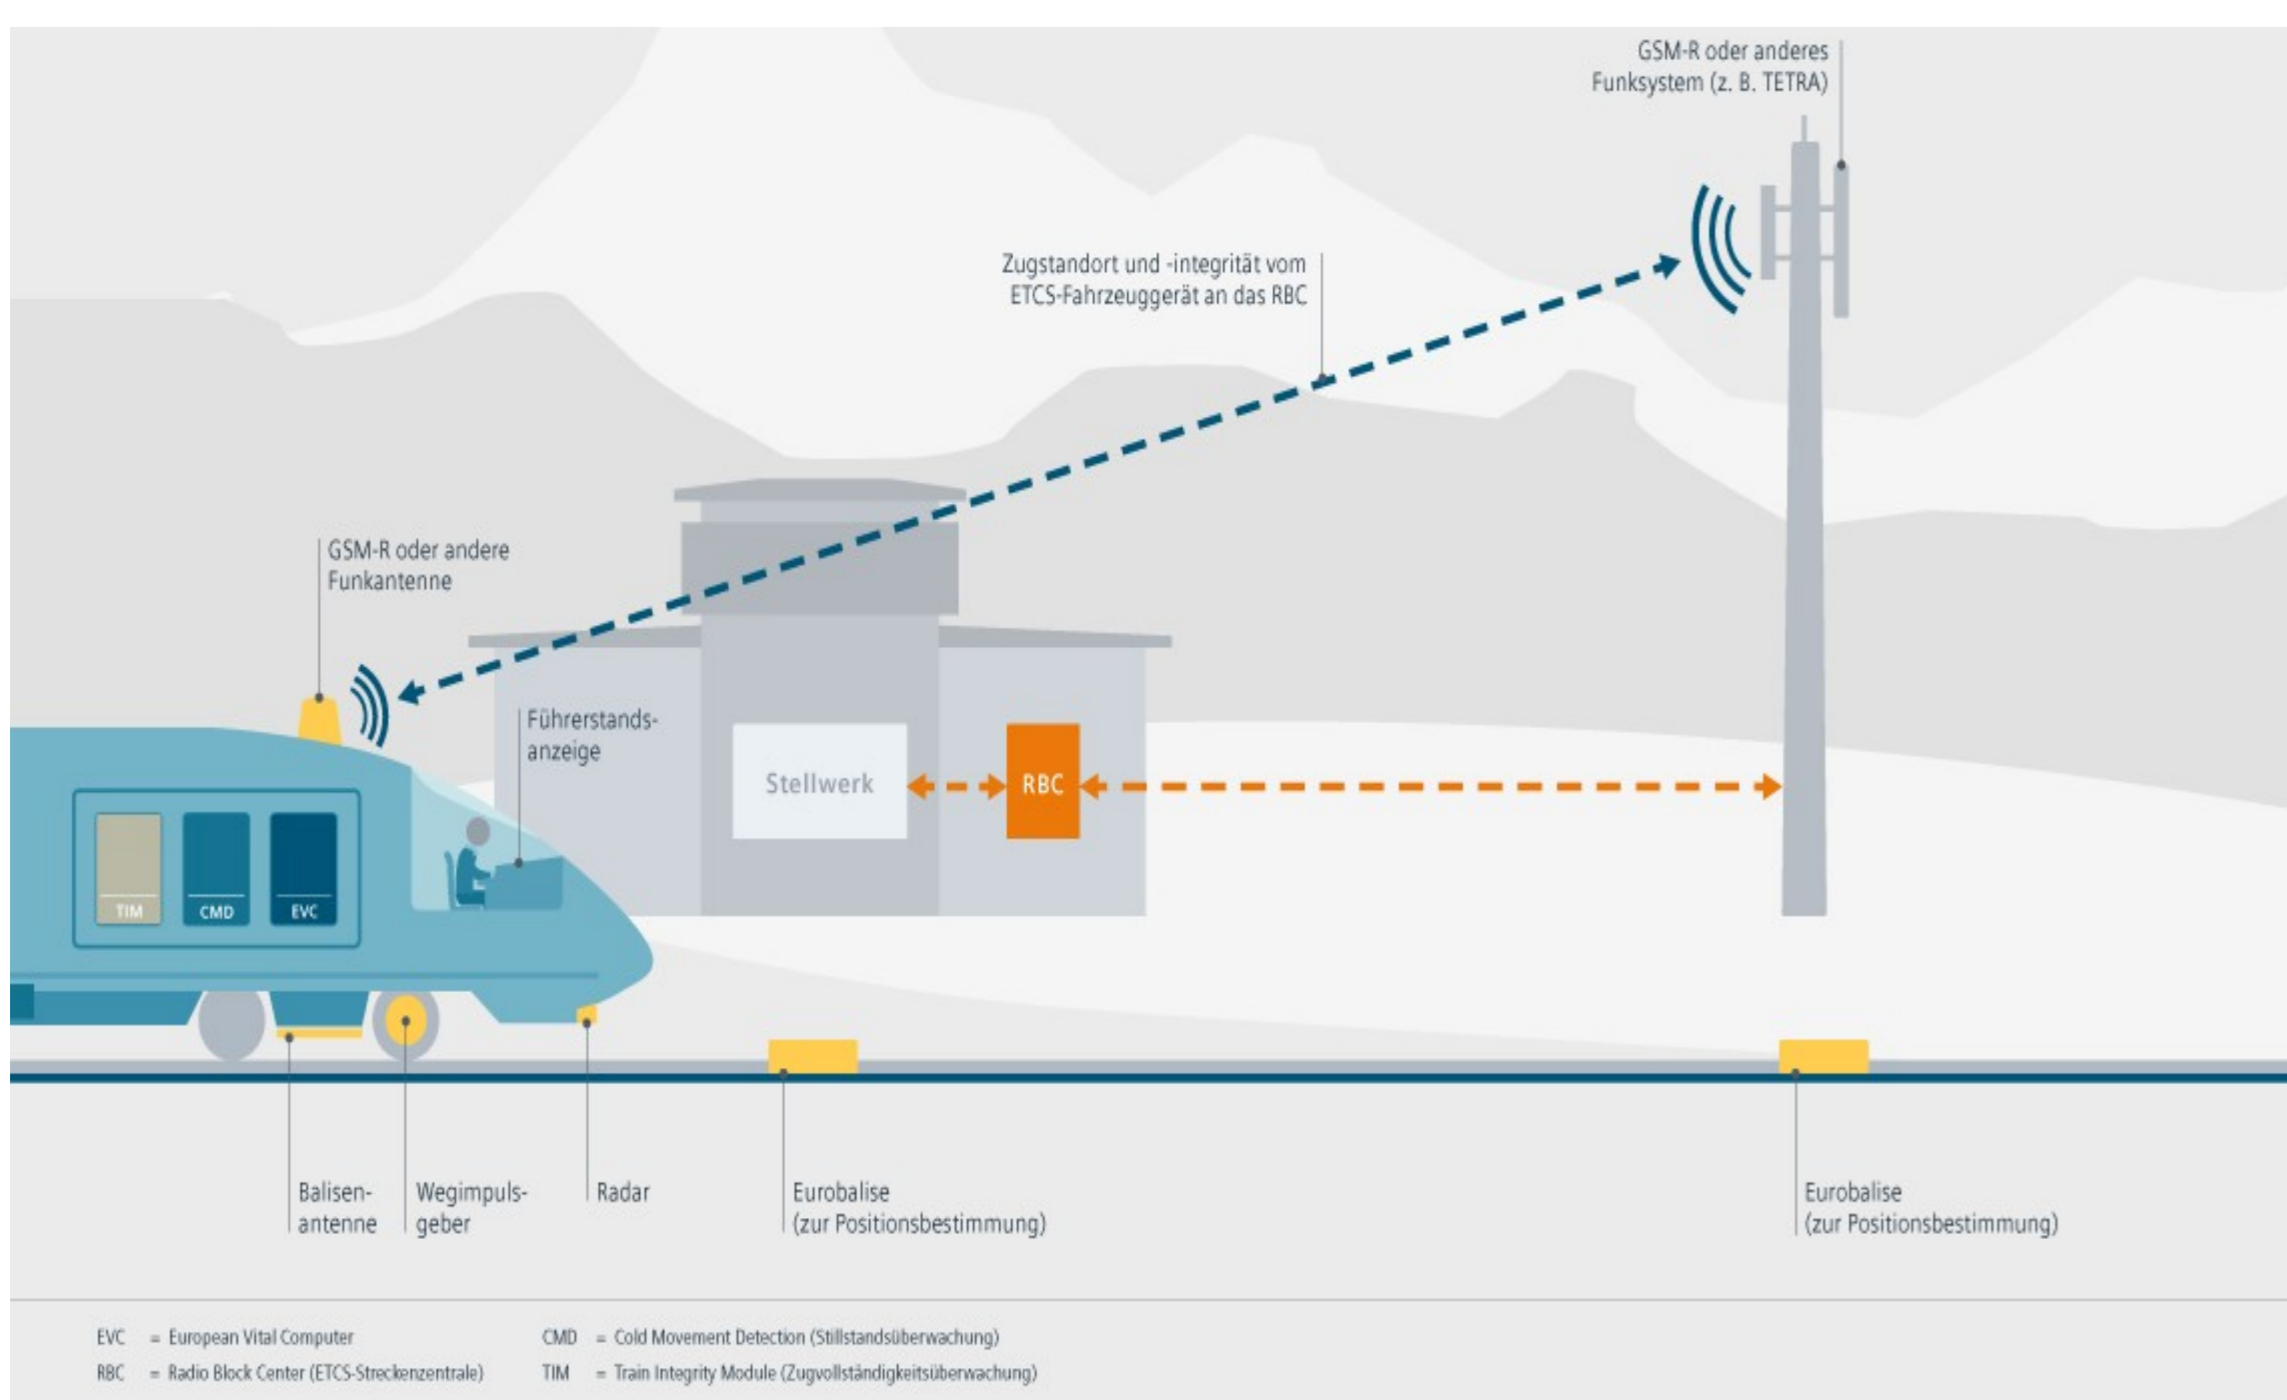 GSM-R oder anderes
Funksystem (z. B. TETRA)
Zugstandort und -integrität vom
ETCS-Fahrzeuggerät an das RBC
GSM-R oder andere
Funkantenne
Führerstands-
anzeige
Stellwerk
RBC
TIM
CMD
EVC
Balisen-
antenne
Wegimpuls-
geber
Radar
Eurobalise
(zur Positionsbestimmung)
Eurobalise
(zur Positionsbestimmung)
EVC = European Vital Computer
RBC = Radio Block Center (ETCS-Streckenzentrale)
CMD = Cold Movement Detection (Stillstandsüberwachung)
TIM = Train Integrity Module (Zugvollständigkeitsüberwachung)